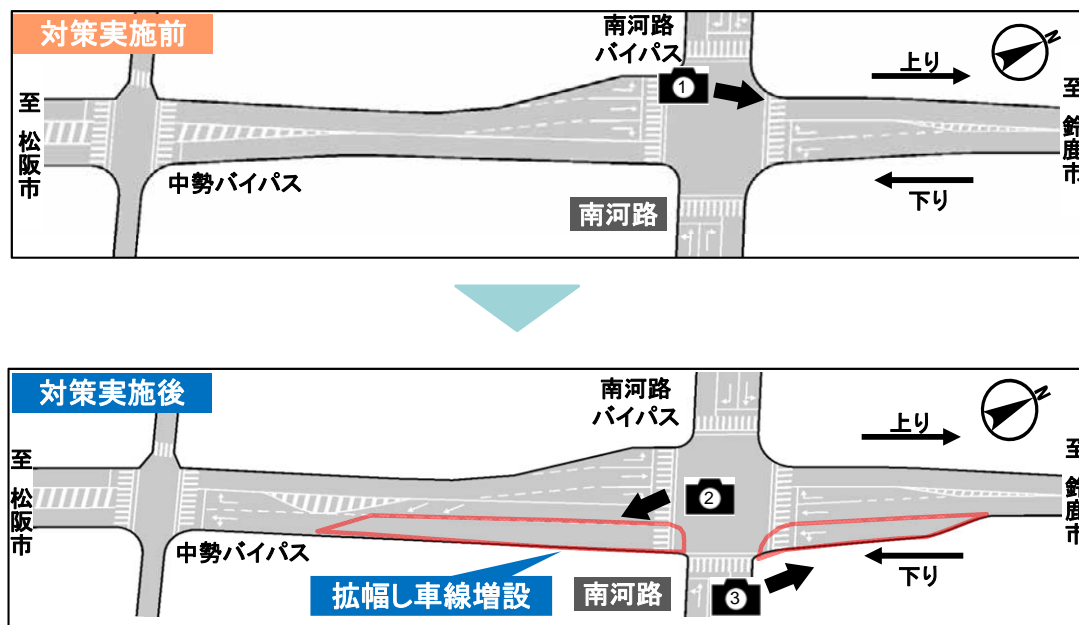 対策実施前
南河路
バイパス
①
上り
N
至 松阪市
至 鈴鹿市
中勢バイパス
下り
南河路
対策実施後
南河路
バイパス
上り
N
至 松阪市
至 鈴鹿市
②
中勢バイパス
下り
拡幅し車線増設
南河路
③